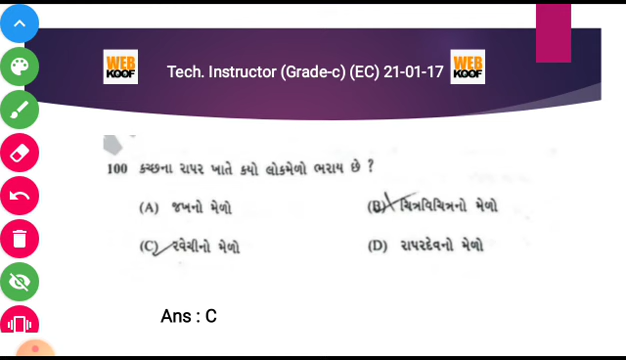 WEB
KOOF
Tech. Instructor (Grade-c) (EC) 21-01-17
WEB
KOOF
100 કચ્છના રાપર ખાતે કયો લોકમેળો ભરાય છે ?
(A) જખનો મેળો
(B) ચિત્રવિચિત્રનો મેળો
(C) રવેચીનો મેળો
(D) રાપરદેવનો મેળો
Ans : C